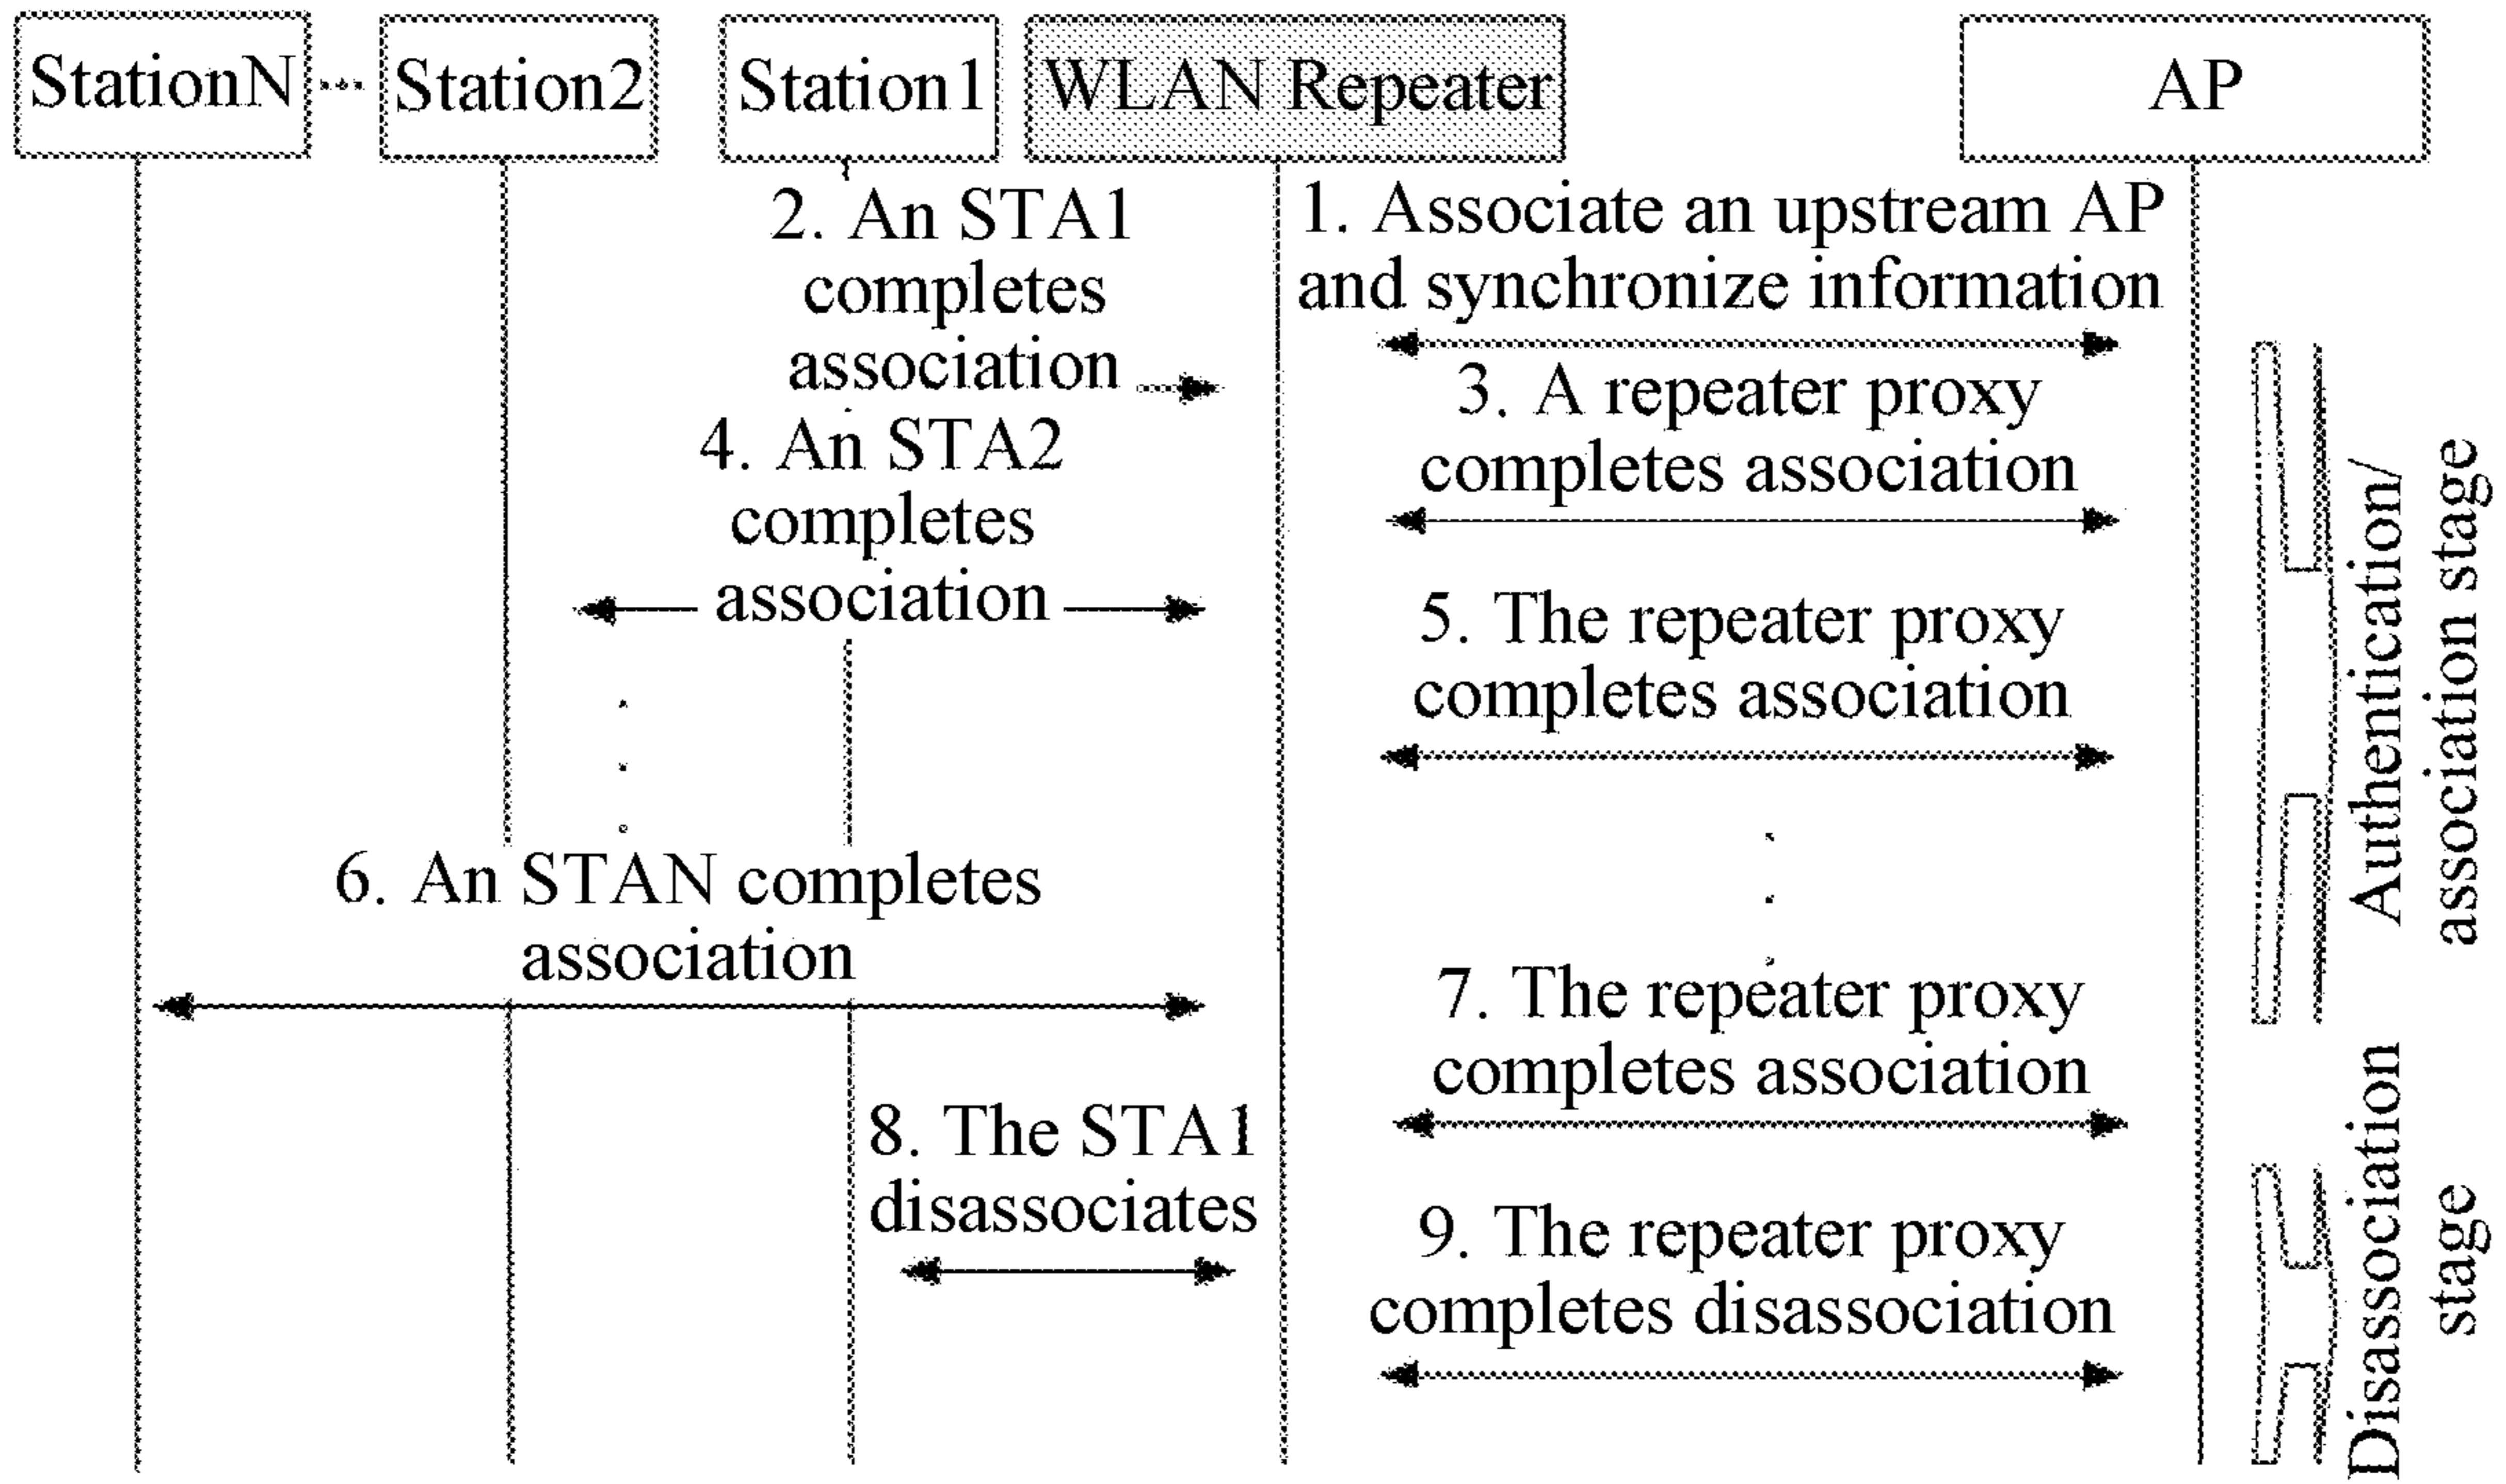 StationN ... Station2 Station1 WLAN Repeater AP
2. An STA1
completes
association
1. Associate an upstream AP
and synchronize information
3. A repeater proxy
completes association
4. An STA2
completes
association
5. The repeater proxy
completes association
6. An STAN completes
association
7. The repeater proxy
completes association
8. The STA1
disassociates
9. The repeater proxy
completes disassociation
Authentication/
association stage
Disassociation
stage